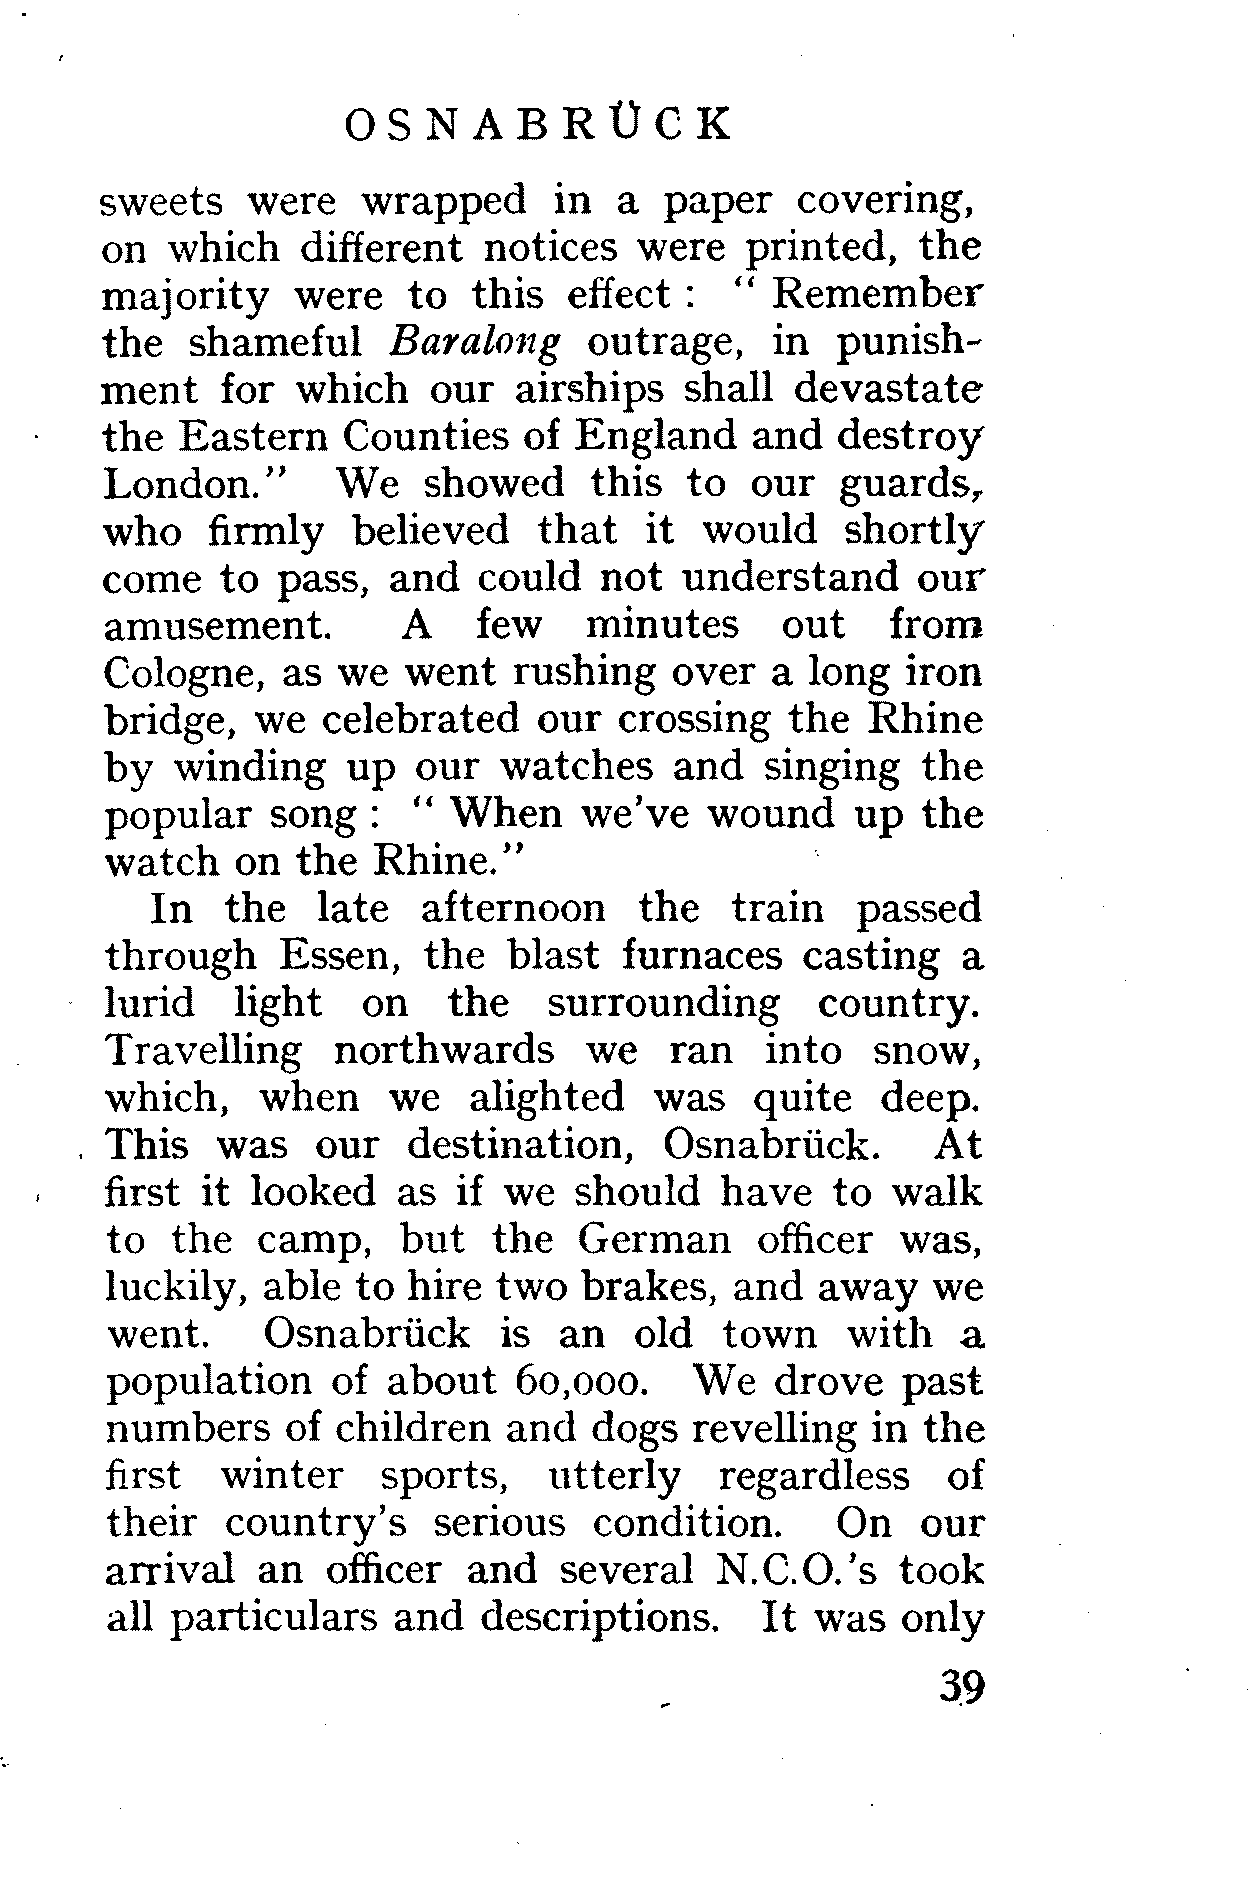 OSNABRÜCK
sweets were wrapped in a paper covering,
on which different notices were printed, the
majority were to this effect : " Remember
the shameful Baralong outrage, in punish-
ment for which our airships shall devastate
the Eastern Counties of England and destroy
London." We showed this to our guards,
who firmly believed that it would shortly
come to pass, and could not understand our
amusement. A few minutes out from
Cologne, as we went rushing over a long iron
bridge, we celebrated our crossing the Rhine
by winding up our watches and singing the
popular song : " When we've wound up the
watch on the Rhine."
In the late afternoon the train passed
through Essen, the blast furnaces casting a
lurid light on the surrounding country.
Travelling northwards we ran into snow,
which, when we alighted was quite deep.
This was our destination, Osnabrück. At
first it looked as if we should have to walk
to the camp, but the German officer was,
luckily, able to hire two brakes, and away we
went. Osnabrück is an old town with a
population of about 60,000. We drove past
numbers of children and dogs revelling in the
first winter sports, utterly regardless of
their country's serious condition. On our
arrival an officer and several N.C.O.'s took
all particulars and descriptions. It was only
39